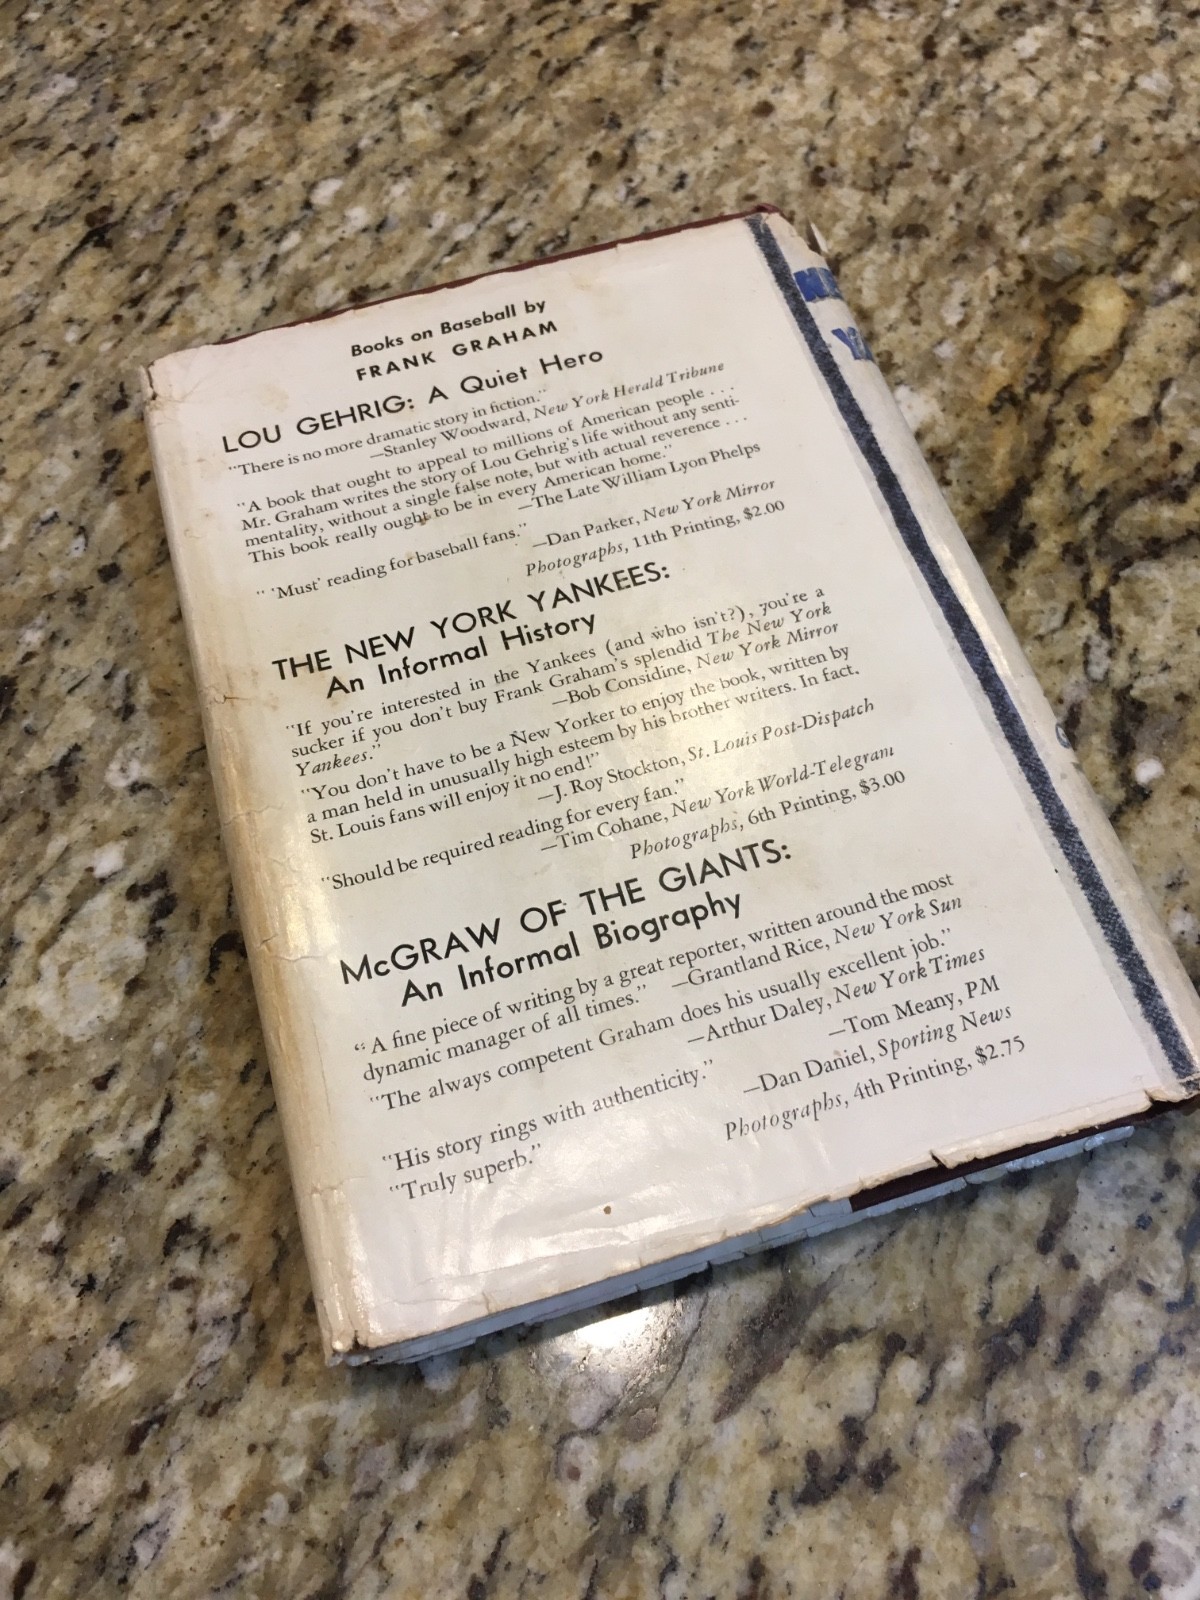 Books on Baseball by
FRANK GRAHAM
LOU GEHRIG: A Quiet Hero
"There is no more dramatic story in fiction."
—Stanley Woodward, New York Herald Tribune
"A book that ought to appeal to millions of American people . . .
Mr. Graham writes the story of Lou Gehrig's life without any senti-
mentality, without a single false note, but with actual reverence . . .
This book really ought to be in every American home."
—The Late William Lyon Phelps
" 'Must' reading for baseball fans."
—Dan Parker, New York Mirror
Photographs, 11th Printing, $2.00
THE NEW YORK YANKEES:
An Informal History
"If you're interested in the Yankees (and who isn't?), you're a
sucker if you don't buy Frank Graham's splendid The New York
Yankees."
—Bob Considine, New York Mirror
"You don't have to be a New Yorker to enjoy the book, written by
a man held in unusually high esteem by his brother writers. In fact,
St. Louis fans will enjoy it no end!"
—J. Roy Stockton, St. Louis Post-Dispatch
"Should be required reading for every fan."
—Tim Cohane, New York World-Telegram
Photographs, 6th Printing, $3.00
McGRAW OF THE GIANTS:
An Informal Biography
"A fine piece of writing by a great reporter, written around the most
dynamic manager of all times." —Grantland Rice, New York Sun
"The always competent Graham does his usually excellent job."
—Arthur Daley, New York Times
"His story rings with authenticity." —Tom Meany, PM
"Truly superb." —Dan Daniel, Sporting News
Photographs, 4th Printing, $2.75